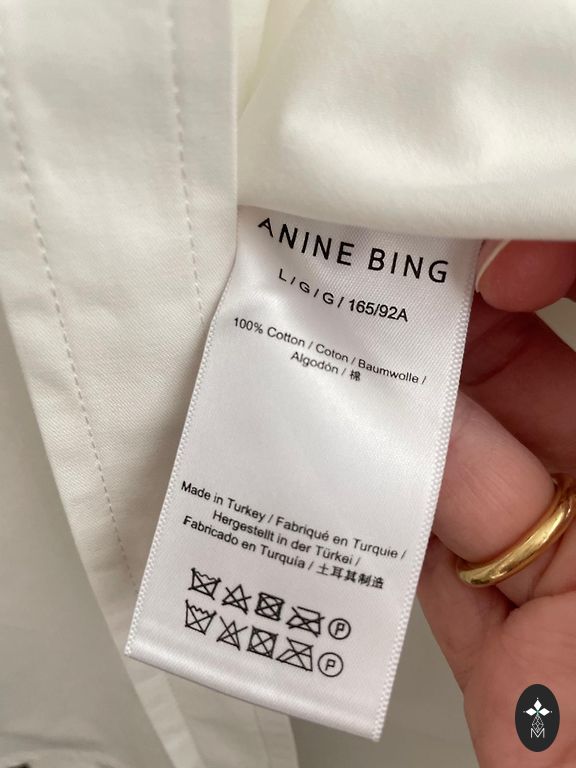 ANINE BING
L / G / G / 165/92A
100% Cotton / Coton / Baumwolle /
Algodón / 棉
Made in Turkey / Fabriqué en Turquie /
Hergestellt in der Türkei /
Fabricado en Turquía / 土耳其制造
P
P
M